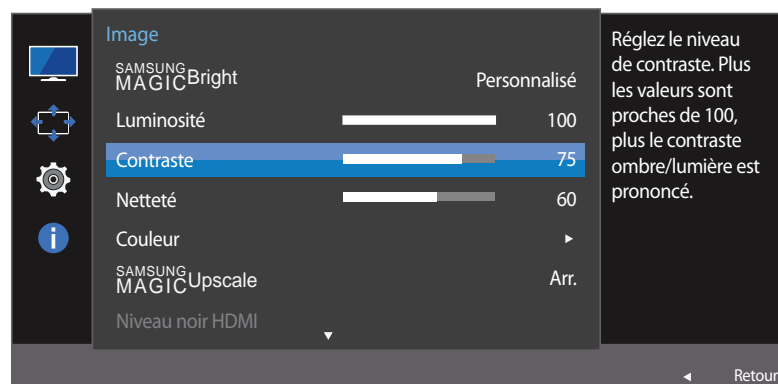 Image
SAMSUNG MAGIC Bright Personnalisé
Luminosité 100
Contraste 75
Netteté 60
Couleur ►
SAMSUNG MAGIC Upscale Arr.
Niveau noir HDMI
▼
Réglez le niveau
de contraste. Plus
les valeurs sont
proches de 100,
plus le contraste
ombre/lumière est
prononcé.
◄ Retour